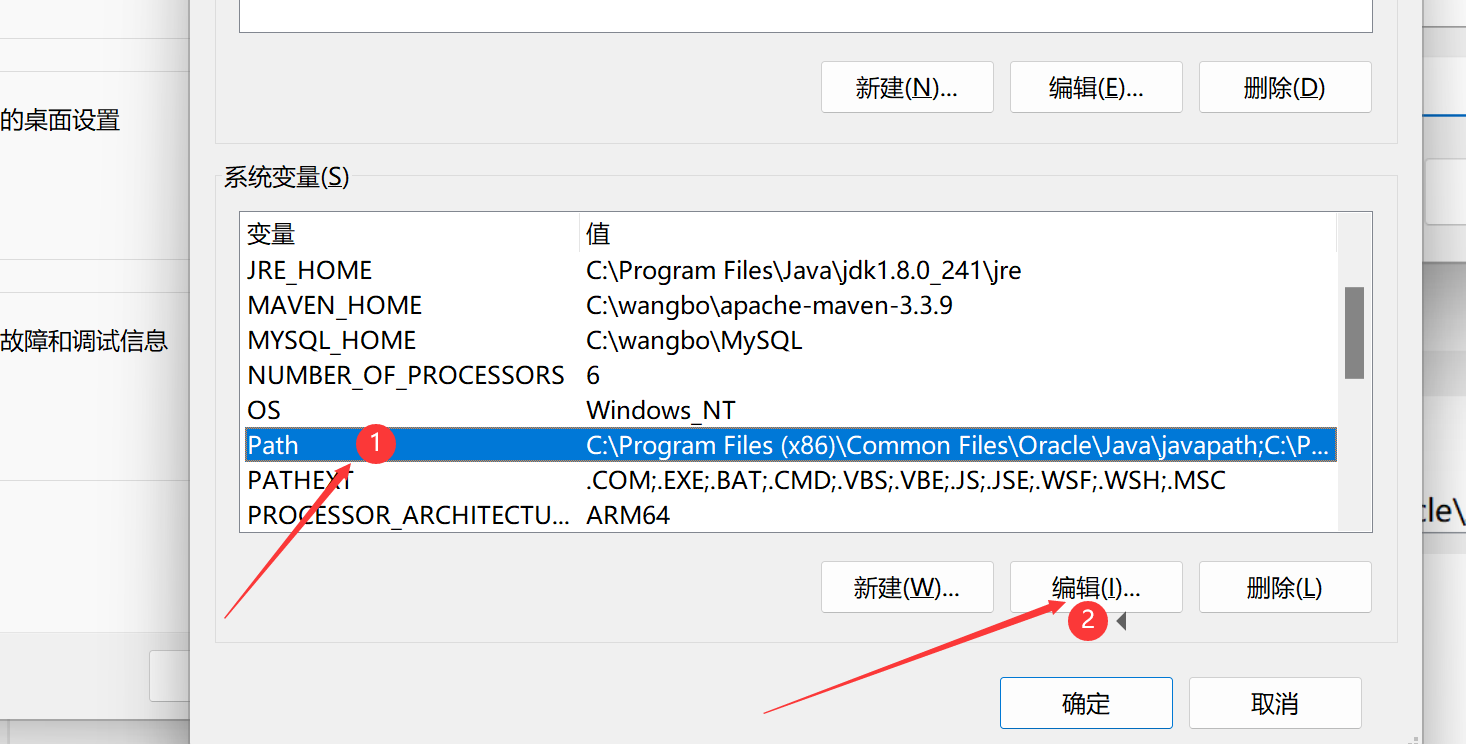 新建(N)...
编辑(E)...
删除(D)
的桌面设置
系统变量(S)
变量
值
JRE_HOME
C:\Program Files\Java\jdk1.8.0_241\jre
MAVEN_HOME
C:\wangbo\apache-maven-3.3.9
故障和调试信息
MYSQL_HOME
C:\wangbo\MySQL
NUMBER_OF_PROCESSORS
6
OS
Windows_NT
Path
1
C:\Program Files (x86)\Common Files\Oracle\Java\javapath;C:\P...
PATHEXT
.COM;.EXE;.BAT;.CMD;.VBS;.VBE;.JS;.JSE;.WSF;.WSH;.MSC
PROCESSOR_ARCHITECTU...
ARM64
cle\
新建(W)...
编辑(I)...
删除(L)
2
确定
取消